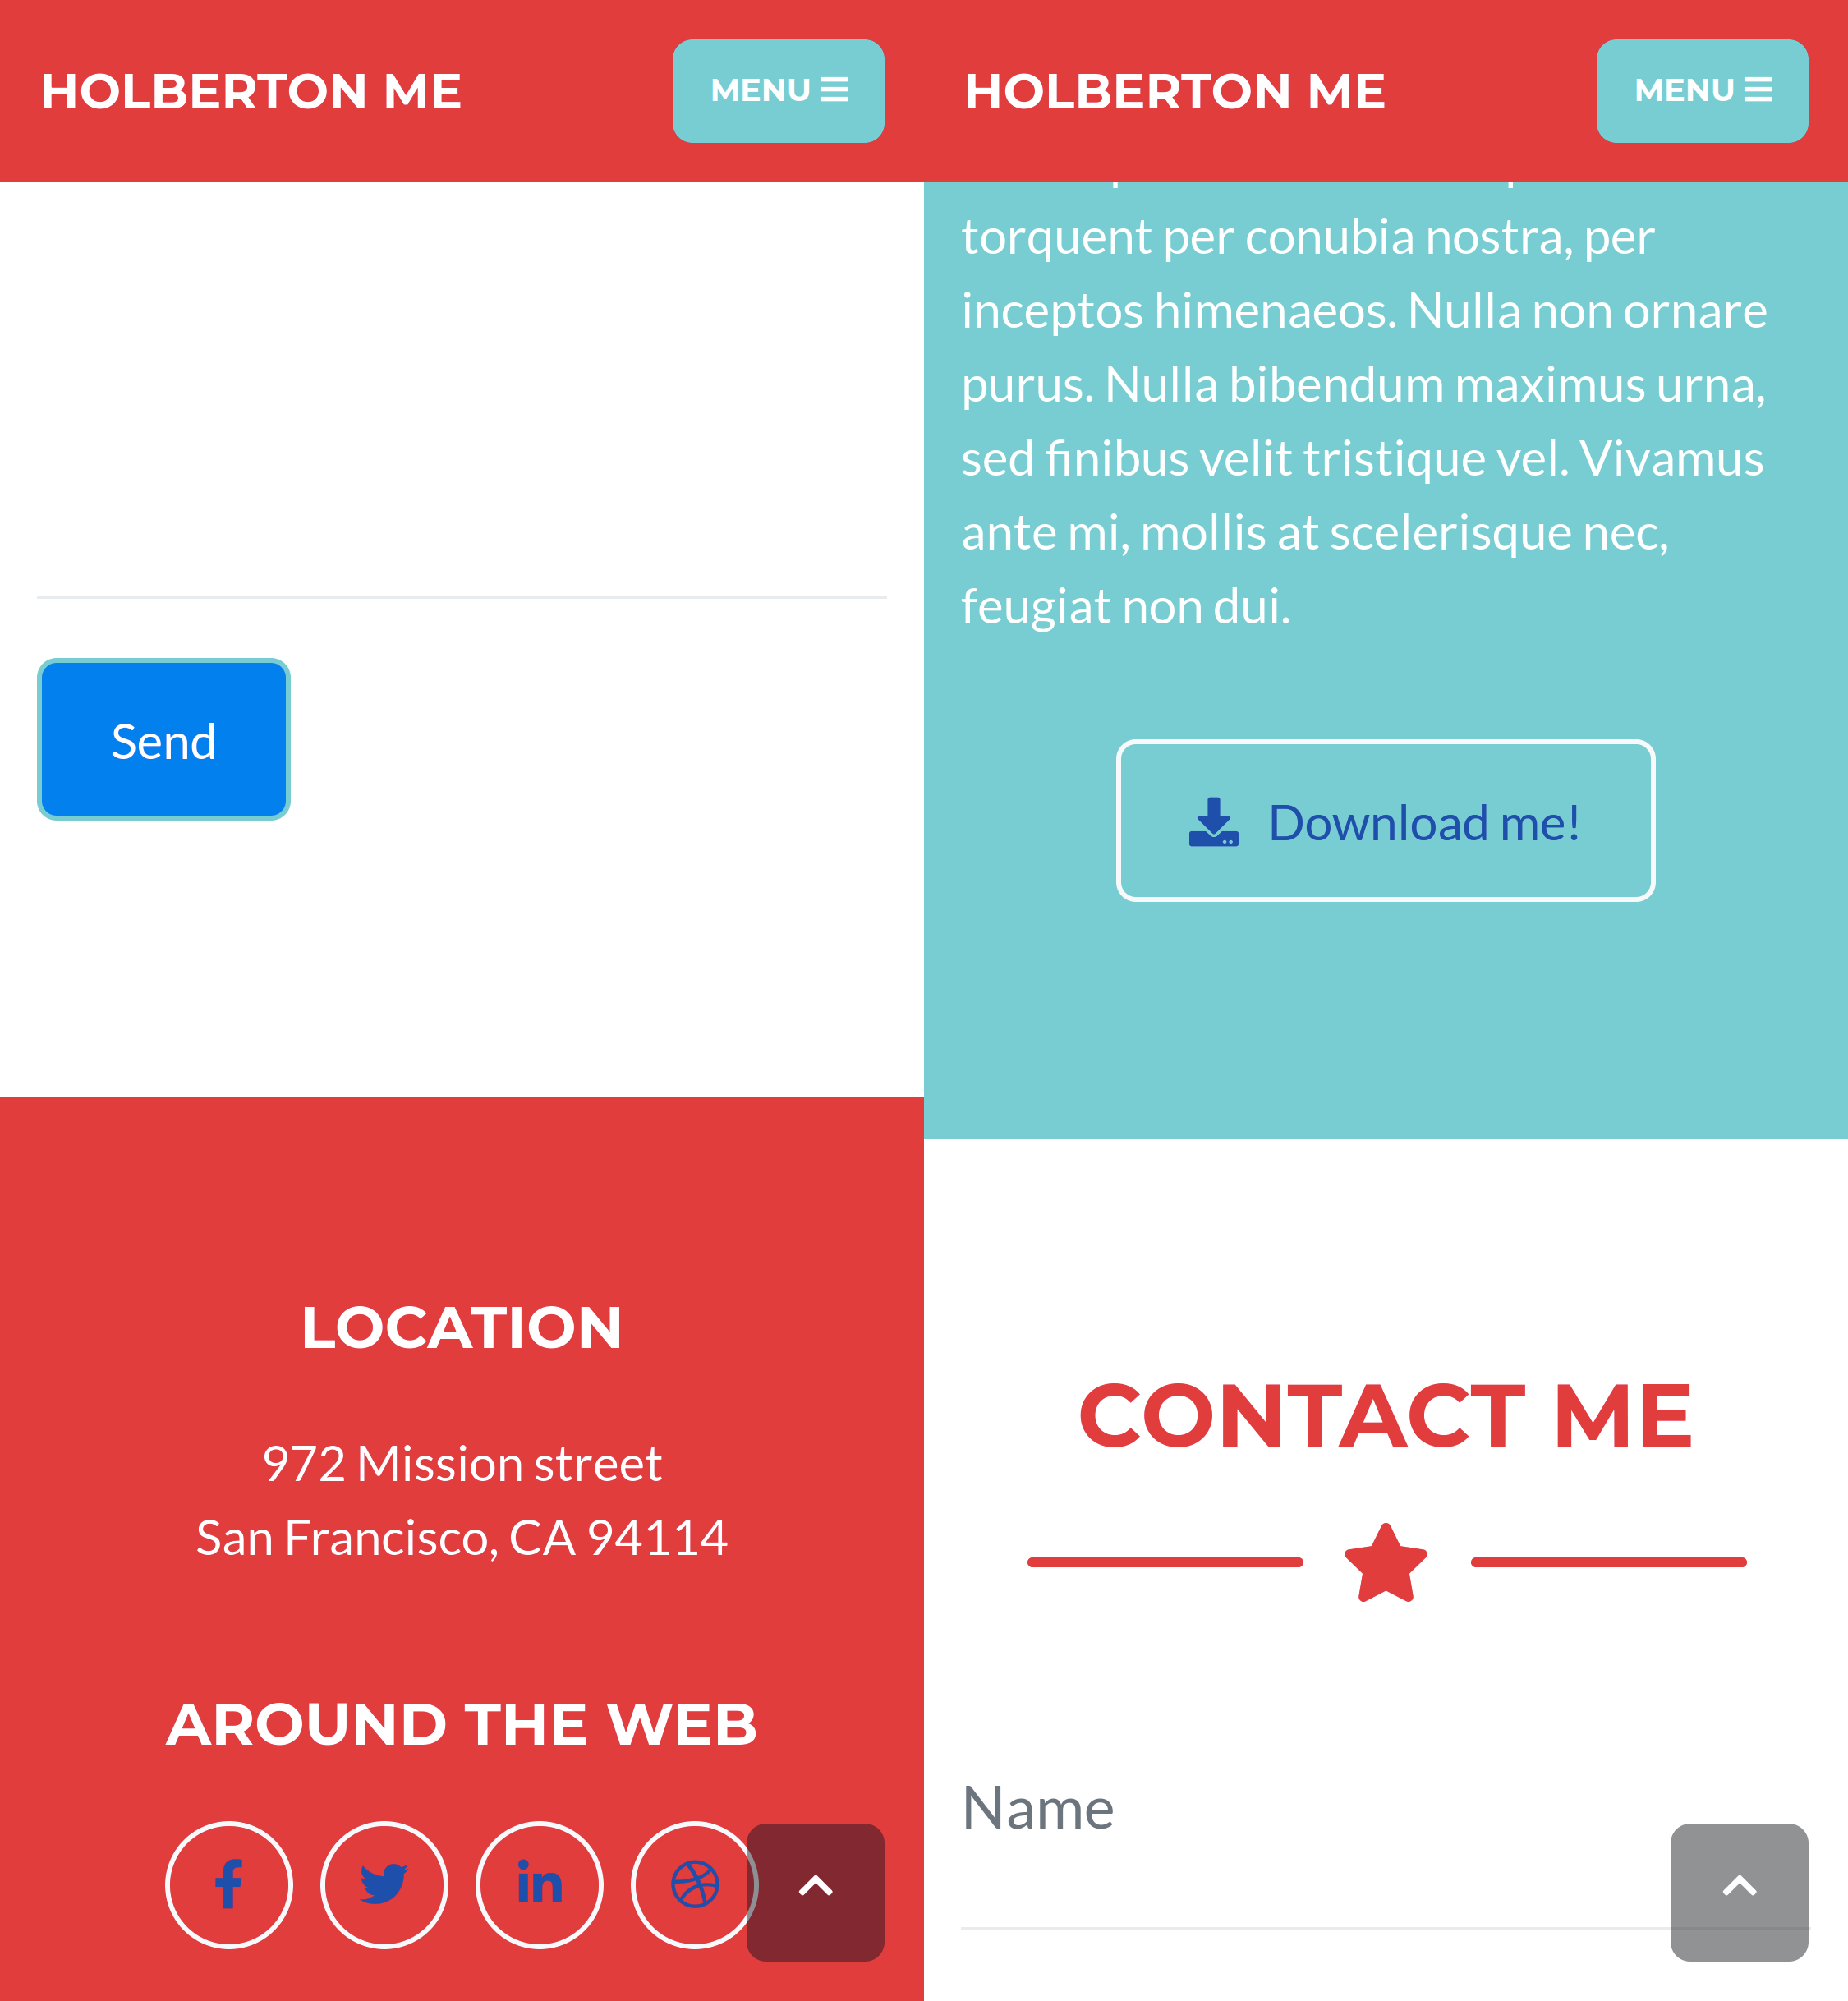 HOLBERTON ME
MENU
Send
LOCATION
972 Mission street
San Francisco, CA 94114
AROUND THE WEB
HOLBERTON ME
MENU
torquent per conubia nostra, per
inceptos himenaeos. Nulla non ornare
purus. Nulla bibendum maximus urna,
sed finibus velit tristique vel. Vivamus
ante mi, mollis at scelerisque nec,
feugiat non dui.
Download me!
CONTACT ME
Name